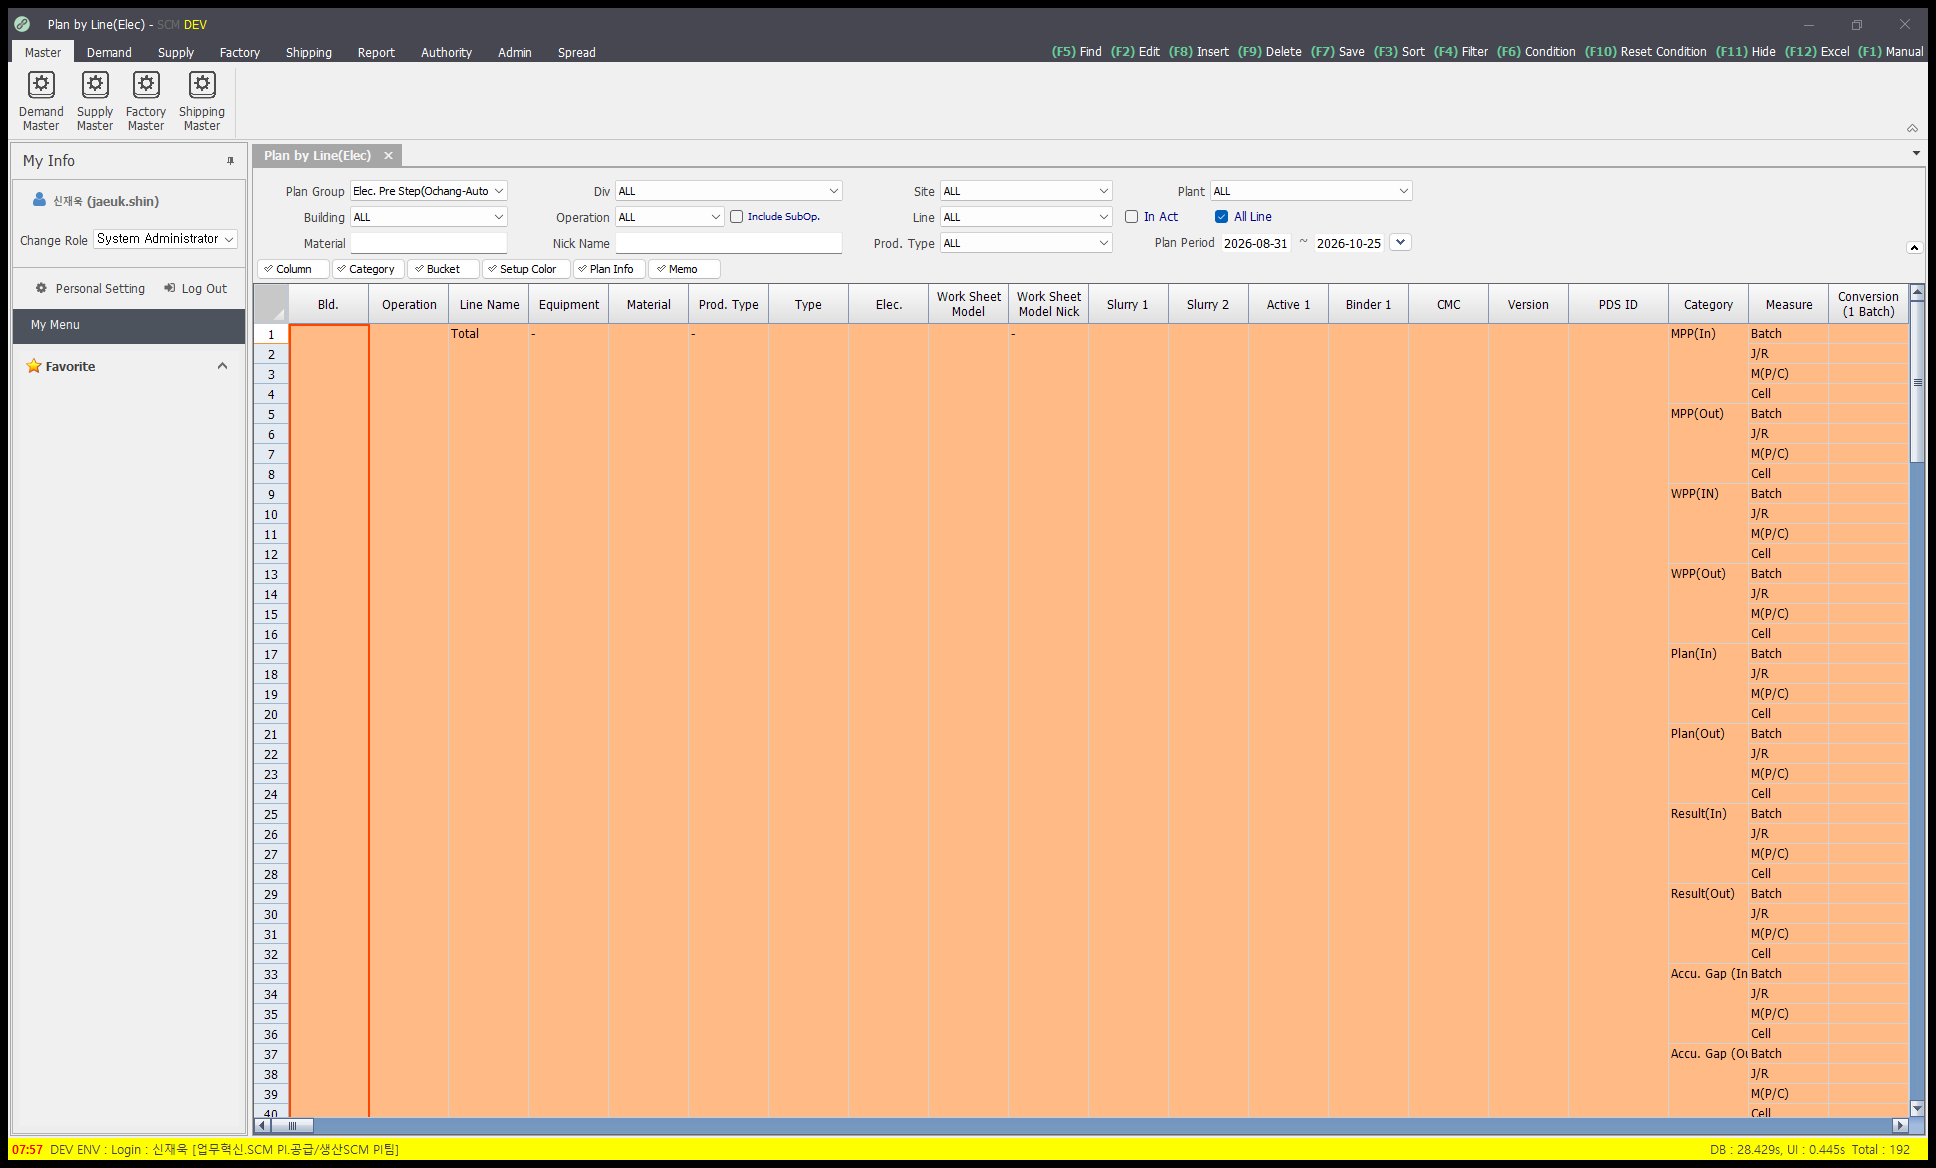 Plan by Line(Elec) - SCM DEV
Master Demand Supply Factory Shipping Report Authority Admin Spread
(F5) Find (F2) Edit (F8) Insert (F9) Delete (F7) Save (F3) Sort (F4) Filter (F6) Condition (F10) Reset Condition (F11) Hide (F12) Excel (F1) Manual
Demand Master
Supply Master
Factory Master
Shipping Master
My Info
신재욱 (jaeuk.shin)
Change Role System Administrator
Personal Setting Log Out
My Menu
Favorite
Plan by Line(Elec)
Plan Group Elec. Pre Step(Ochang-Auto Div ALL Site ALL Plant ALL
Building ALL Operation ALL Include SubOp. Line ALL In Act All Line
Material Nick Name Prod. Type ALL Plan Period 2026-08-31 ~ 2026-10-25
Column Category Bucket Setup Color Plan Info Memo
Bld. Operation Line Name Equipment Material Prod. Type Type Elec. Work Sheet Model Work Sheet Model Nick Slurry 1 Slurry 2 Active 1 Binder 1 CMC Version PDS ID Category Measure Conversion (1 Batch)
1 Total - - - MPP(In) Batch
2 J/R
3 M(P/C)
4 Cell
5 MPP(Out) Batch
6 J/R
7 M(P/C)
8 Cell
9 WPP(IN) Batch
10 J/R
11 M(P/C)
12 Cell
13 WPP(Out) Batch
14 J/R
15 M(P/C)
16 Cell
17 Plan(In) Batch
18 J/R
19 M(P/C)
20 Cell
21 Plan(Out) Batch
22 J/R
23 M(P/C)
24 Cell
25 Result(In) Batch
26 J/R
27 M(P/C)
28 Cell
29 Result(Out) Batch
30 J/R
31 M(P/C)
32 Cell
33 Accu. Gap (In Batch
34 J/R
35 M(P/C)
36 Cell
37 Accu. Gap (Ou Batch
38 J/R
39 M(P/C)
40 Cell
07:57 DEV ENV : Login : 신재욱 [업무혁신.SCM PI.공급/생산SCM PI팀]
DB : 28.429s, UI : 0.445s Total : 192